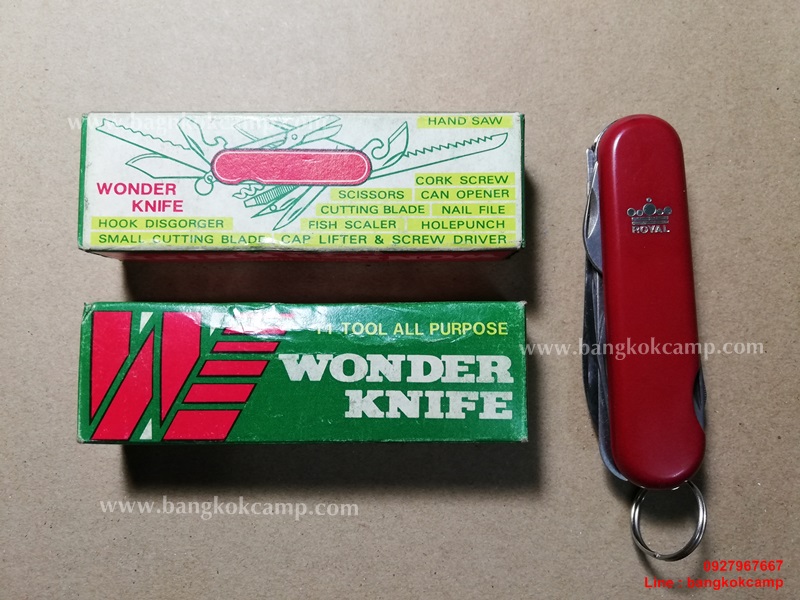 www.bangkokcamp.com
HAND SAW
CORK SCREW
SCISSORS CAN OPENER
WONDER
KNIFE
CUTTING BLADE NAIL FILE
HOOK DISGORGER FISH SCALER HOLEPUNCH
SMALL CUTTING BLADE, CAP LIFTER & SCREW DRIVER
ROYAL
11 TOOL ALL PURPOSE
WONDER
KNIFE
www.bangkokcamp.com
www.bangkokcamp.com
0927967667
Line : bangkokcamp